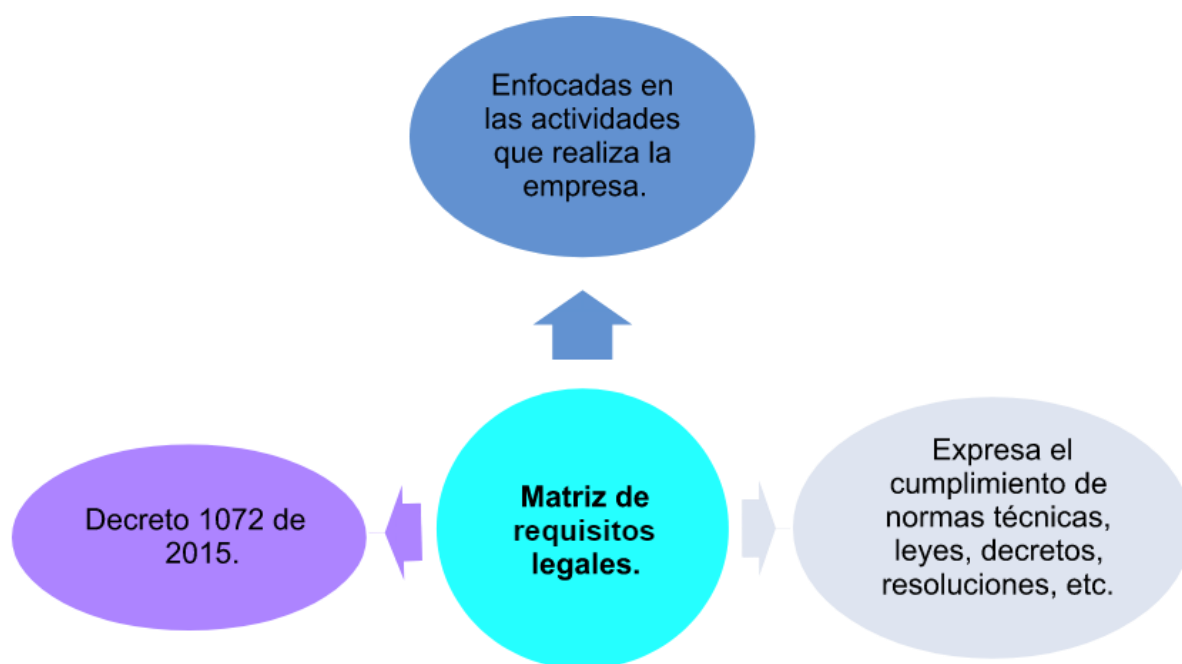 Enfocadas en
las actividades
que realiza la
empresa.
Decreto 1072 de
2015.
Matriz de
requisitos
legales.
Expresa el
cumplimiento de
normas técnicas,
leyes, decretos,
resoluciones, etc.